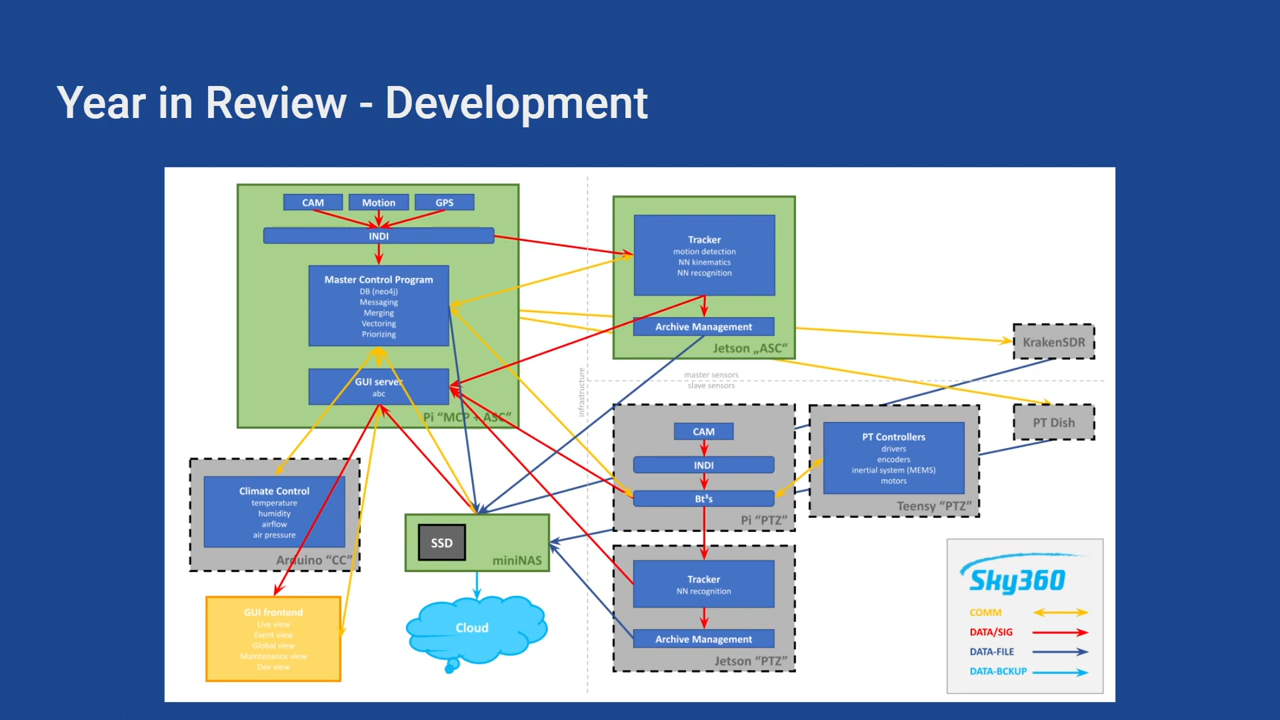 Year in Review - Development
CAM
Motion
GPS
INDI
Master Control Program
DB (neo4j)
Messaging
Merging
Vectoring
Priorizing
GUI server
abc
Pi “MCP + ASC”
Tracker
motion detection
NN kinematics
NN recognition
Archive Management
Jetson „ASC“
KrakenSDR
PT Dish
infrastructure
master sensors
slave sensors
CAM
INDI
Bt³s
Pi “PTZ”
PT Controllers
drivers
encoders
inertial system (MEMS)
motors
Teensy “PTZ”
Climate Control
temperature
humidity
airflow
air pressure
Arduino “CC”
SSD
miniNAS
Cloud
GUI frontend
Live view
Event view
Global view
Maintenance view
Dev view
Tracker
NN recognition
Archive Management
Jetson “PTZ”
Sky360
COMM
DATA/SIG
DATA-FILE
DATA-BCKUP